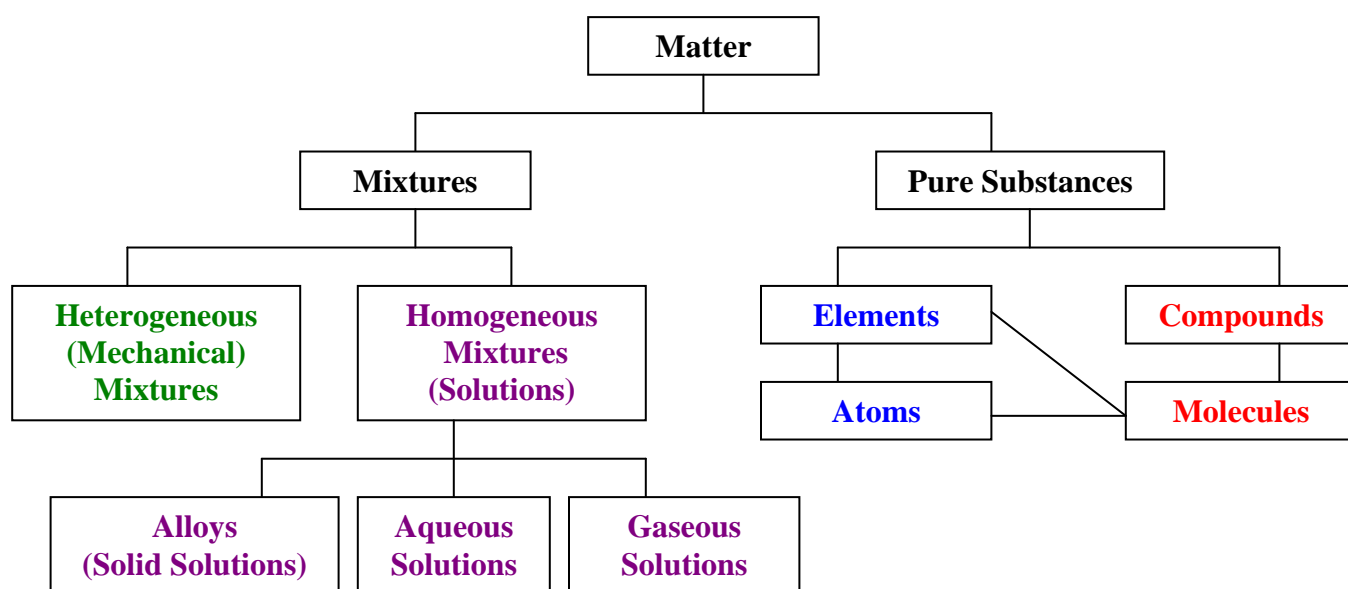 Matter
Mixtures
Pure Substances
Heterogeneous
(Mechanical)
Mixtures
Homogeneous
Mixtures
(Solutions)
Elements
Compounds
Atoms
Molecules
Alloys
(Solid Solutions)
Aqueous
Solutions
Gaseous
Solutions